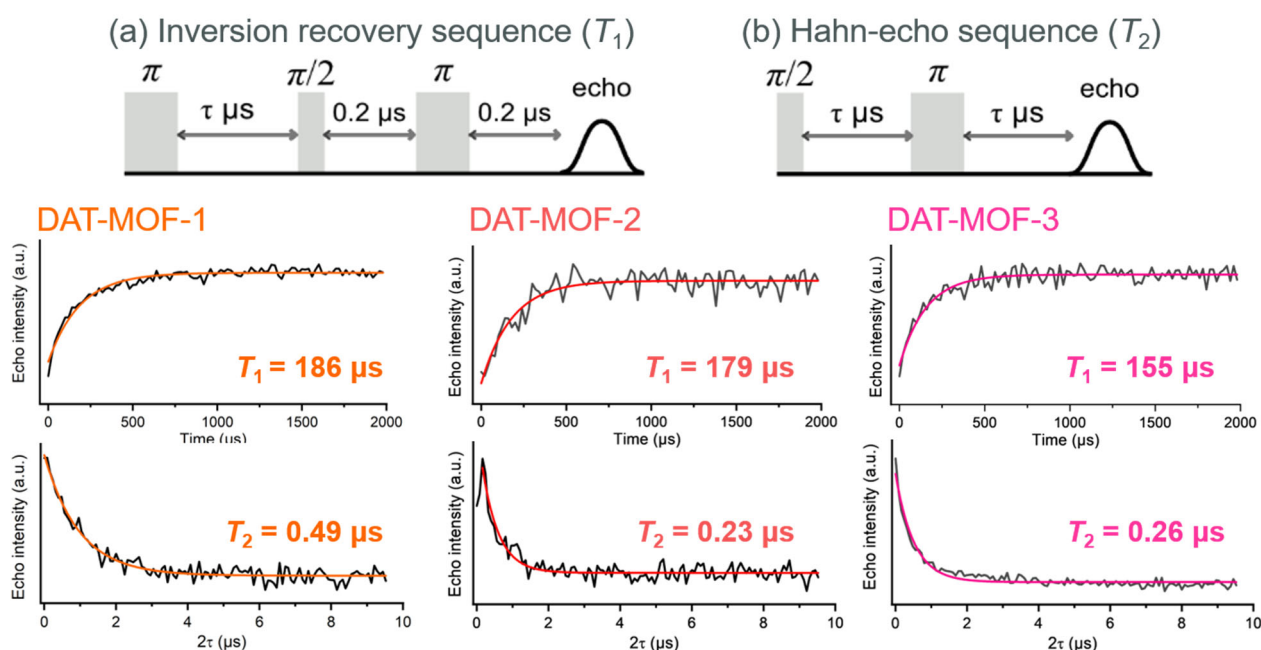 (a) Inversion recovery sequence (T₁)
(b) Hahn-echo sequence (T₂)
π
π/2
π
echo
τ μs
0.2 μs
0.2 μs
π/2
π
echo
τ μs
τ μs
DAT-MOF-1
DAT-MOF-2
DAT-MOF-3
Echo intensity (a.u.)
T₁ = 186 μs
0 500 1000 1500 2000
Time (μs)
Echo intensity (a.u.)
T₁ = 179 μs
0 500 1000 1500 2000
Time (μs)
Echo intensity (a.u.)
T₁ = 155 μs
0 500 1000 1500 2000
Time (μs)
Echo intensity (a.u.)
T₂ = 0.49 μs
0 2 4 6 8 10
2τ (μs)
Echo intensity (a.u.)
T₂ = 0.23 μs
0 2 4 6 8 10
2τ (μs)
Echo intensity (a.u.)
T₂ = 0.26 μs
0 2 4 6 8 10
2τ (μs)